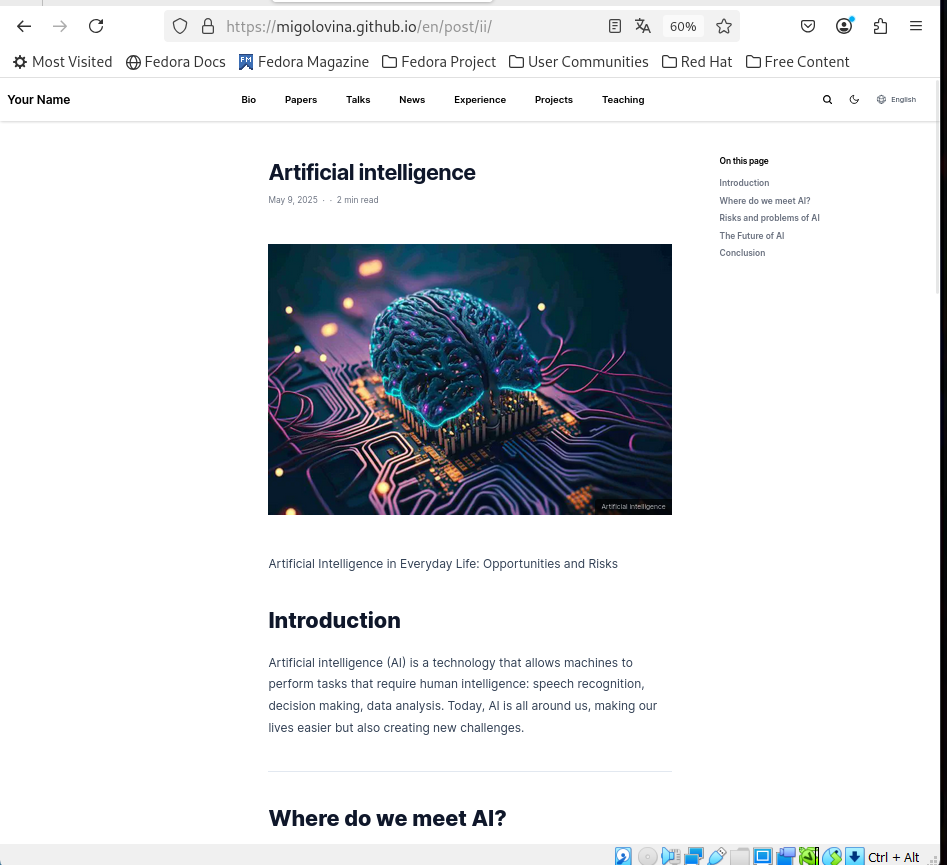 https://migolovina.github.io/en/post/ii/
60%
Most Visited Fedora Docs Fedora Magazine Fedora Project User Communities Red Hat Free Content
Your Name Bio Papers Talks News Experience Projects Teaching English
Artificial intelligence
May 9, 2025 · · 2 min read
On this page
Introduction
Where do we meet AI?
Risks and problems of AI
The Future of AI
Conclusion
Artificial intelligence
Artificial Intelligence in Everyday Life: Opportunities and Risks
Introduction
Artificial intelligence (AI) is a technology that allows machines to
perform tasks that require human intelligence: speech recognition,
decision making, data analysis. Today, AI is all around us, making our
lives easier but also creating new challenges.
Where do we meet AI?
Ctrl + Alt